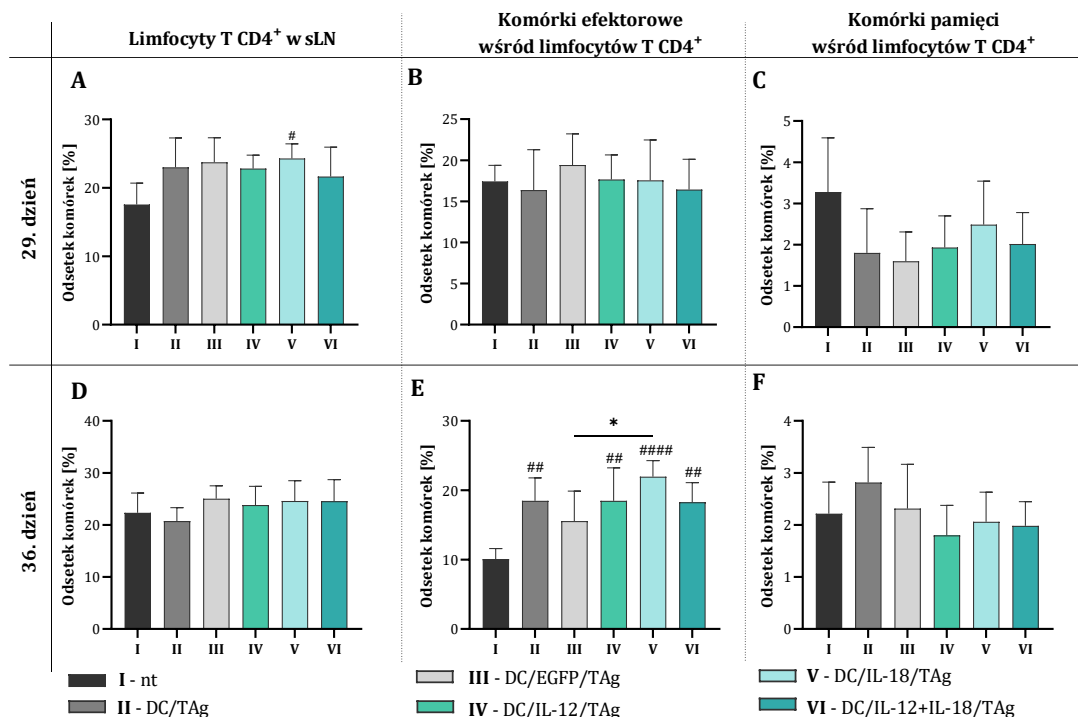 Limfocyty T CD4+ w sLN
Komórki efektorowe
wśród limfocytów T CD4+
Komórki pamięci
wśród limfocytów T CD4+
29. dzień
A
Odsetek komórek [%]
30
20
10
0
#
I II III IV V VI
B
Odsetek komórek [%]
25
20
15
10
5
0
I II III IV V VI
C
Odsetek komórek [%]
5
4
3
2
1
0
I II III IV V VI
36. dzień
D
Odsetek komórek [%]
40
30
20
10
0
I II III IV V VI
E
Odsetek komórek [%]
30
20
10
0
*
## ## #### ##
I II III IV V VI
F
Odsetek komórek [%]
4
3
2
1
0
I II III IV V VI
I - nt
II - DC/TAg
III - DC/EGFP/TAg
IV - DC/IL-12/TAg
V - DC/IL-18/TAg
VI - DC/IL-12+IL-18/TAg